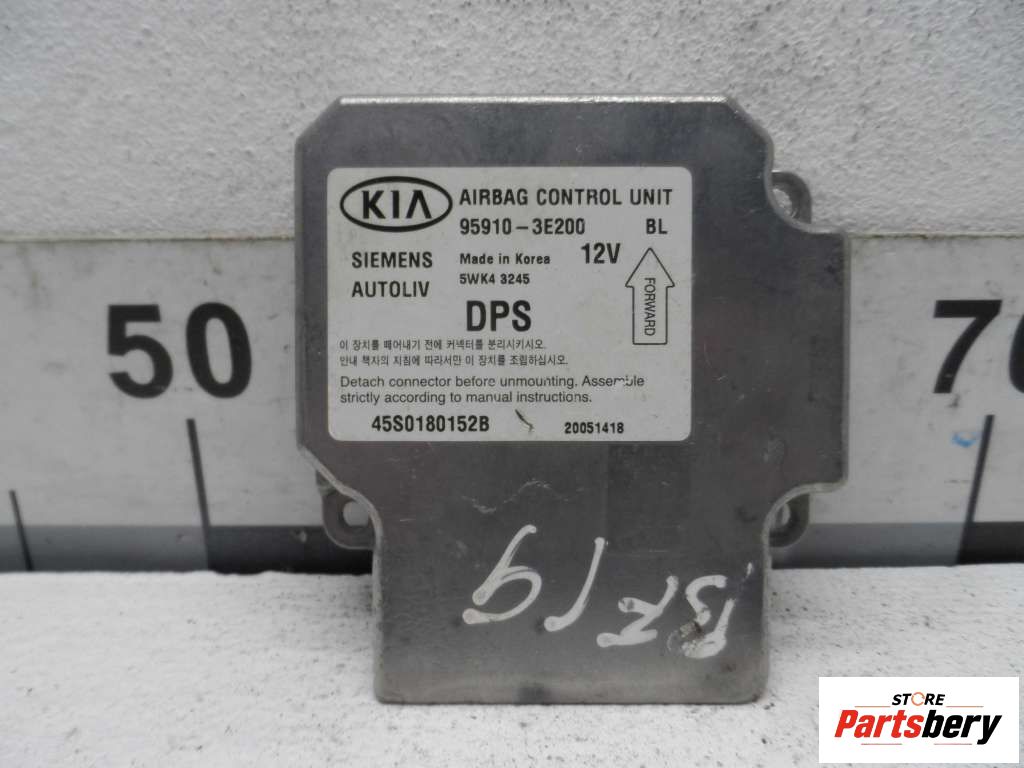 KIA AIRBAG CONTROL UNIT
95910-3E200 BL
SIEMENS Made in Korea 12V
AUTOLIV 5WK4 3245
FORWARD
DPS
이 장치를 떼어내기 전에 커넥터를 분리시키시오.
안내 책자의 지침에 따라서만 이 장치를 조립하십시오.
Detach connector before unmounting. Assemble
strictly according to manual instructions.
45S0180152B 20051418
50
70
STORE
Partsbery